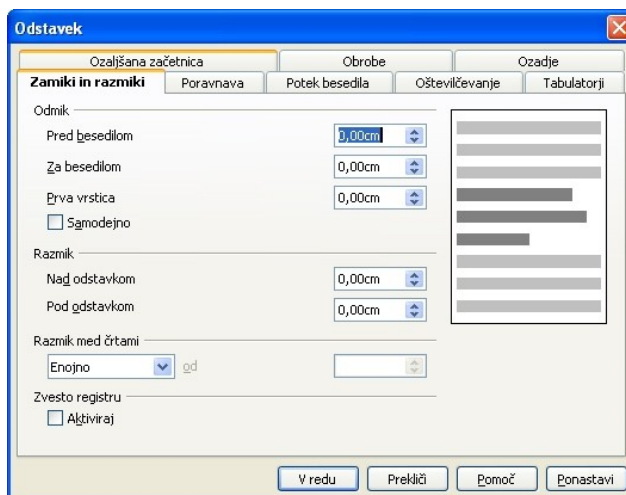 Odstavek
Ozaljšana začetnica Obrobe Ozadje
Zamiki in razmiki Poravnava Potek besedila Oštevilčevanje Tabulatorji
Odmik
Pred besedilom 0,00cm
Za besedilom 0,00cm
Prva vrstica 0,00cm
Samodejno
Razmik
Nad odstavkom 0,00cm
Pod odstavkom 0,00cm
Razmik med črtami
Enojno od
Zvesto registru
Aktiviraj
V redu Prekliči Pomoč Ponastavi